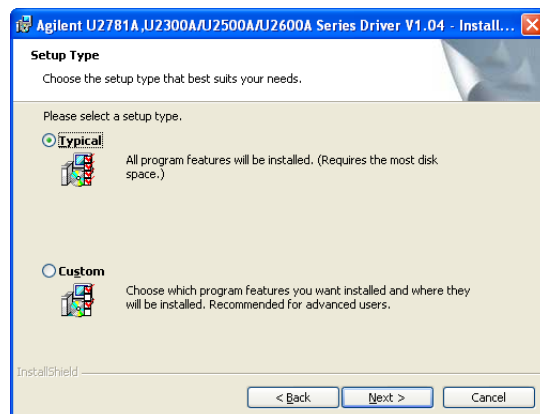 Agilent U2781A,U2300A/U2500A/U2600A Series Driver V1.04 - Install...
Setup Type
Choose the setup type that best suits your needs.
Please select a setup type.
Typical
All program features will be installed. (Requires the most disk
space.)
Custom
Choose which program features you want installed and where they
will be installed. Recommended for advanced users.
InstallShield
< Back
Next >
Cancel